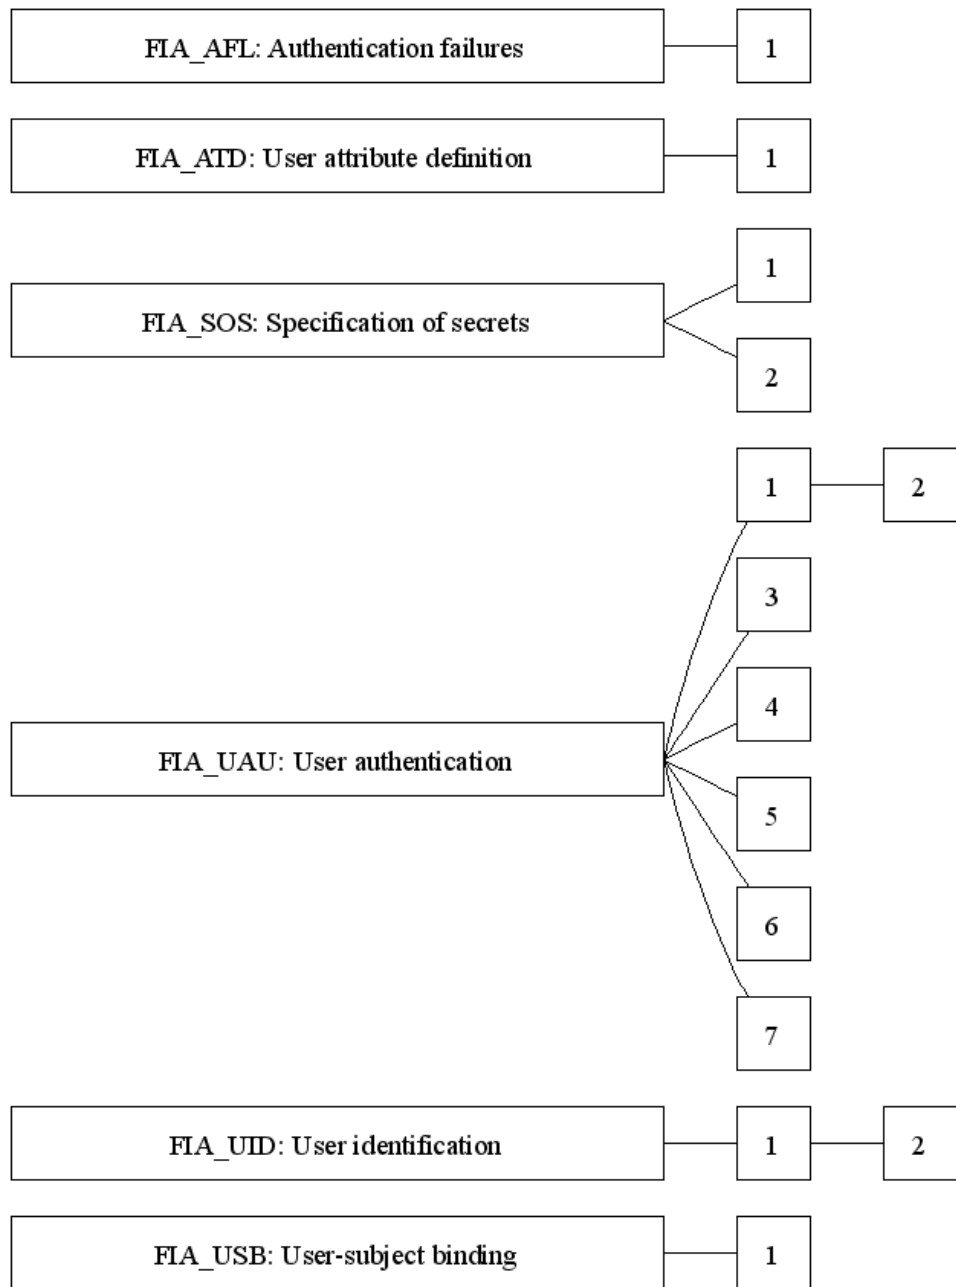 FIA_AFL: Authentication failures 1
FIA_ATD: User attribute definition 1
1
FIA_SOS: Specification of secrets
2
1 2
3
4
FIA_UAU: User authentication
5
6
7
FIA_UID: User identification 1 2
FIA_USB: User-subject binding 1